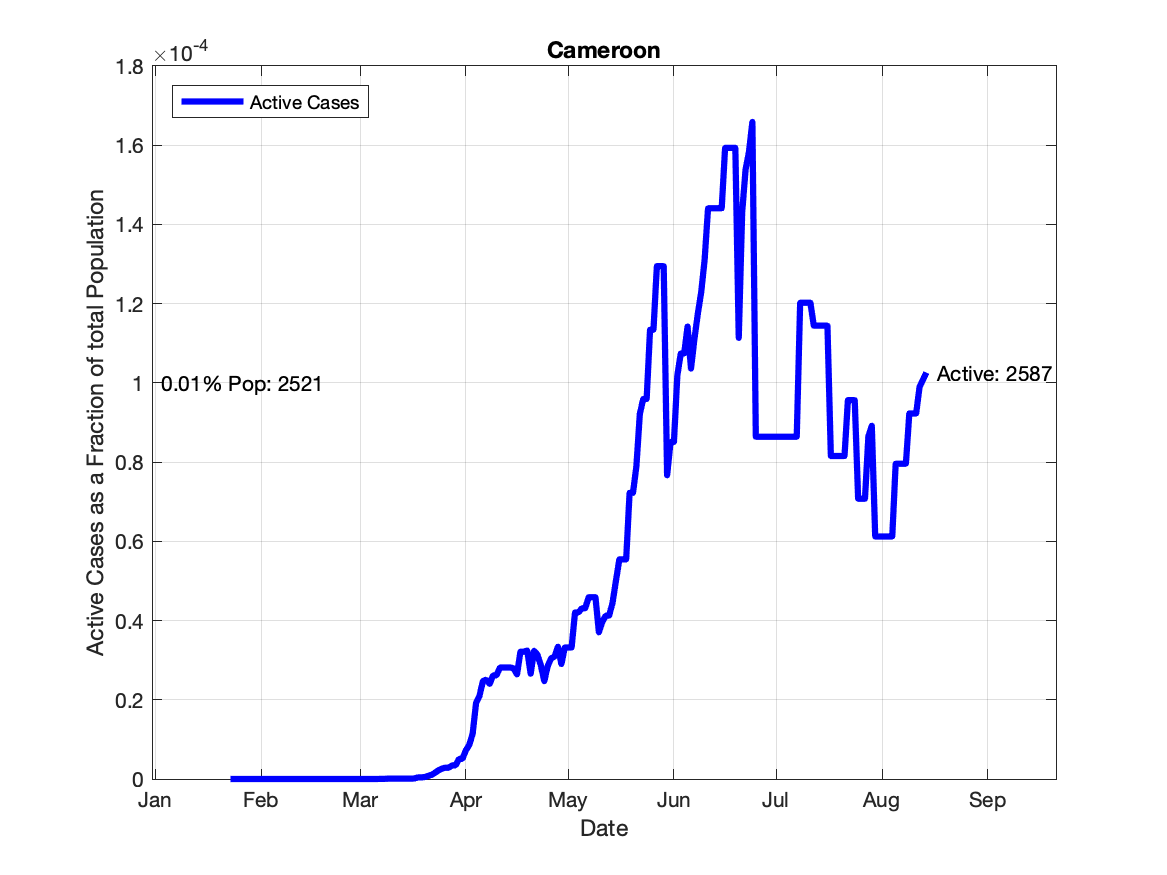 Cameroon
×10-4
1.8
1.6
1.4
1.2
1
0.8
0.6
0.4
0.2
0
Active Cases as a Fraction of total Population
Active Cases
0.01% Pop: 2521
Active: 2587
Jan Feb Mar Apr May Jun Jul Aug Sep
Date